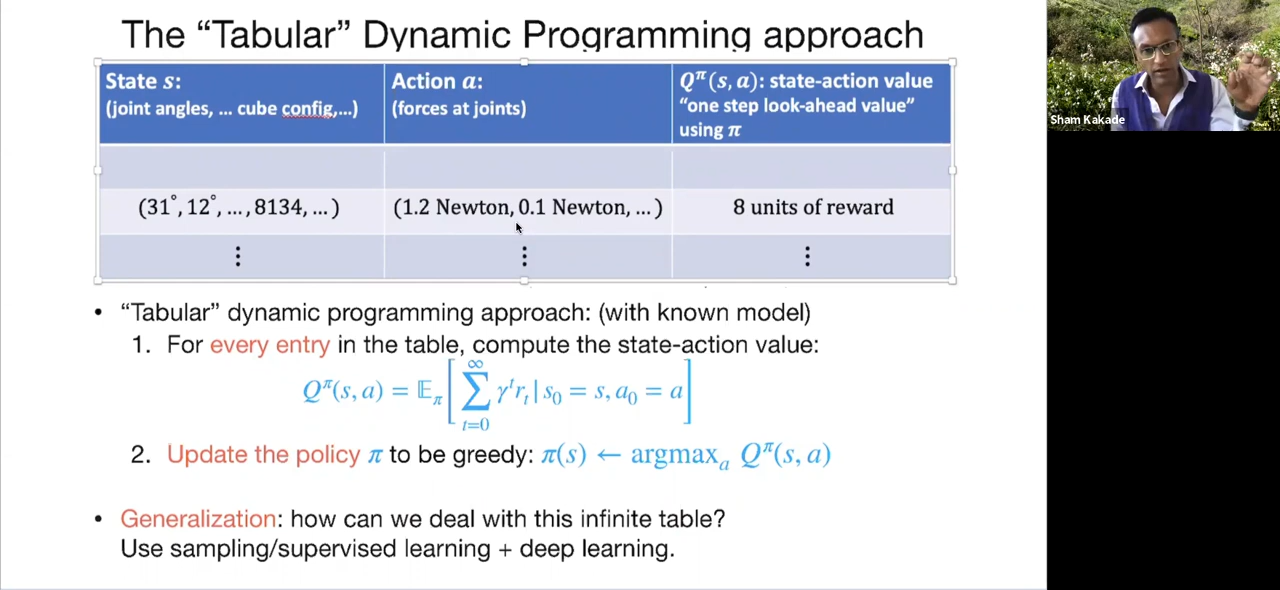 The “Tabular” Dynamic Programming approach
Sham Kakade
State s:
(joint angles, ... cube config,...)
Action a:
(forces at joints)
Q^π(s, a): state-action value
“one step look-ahead value”
using π
(31°, 12°, ..., 8134, ... )
(1.2 Newton, 0.1 Newton, ... )
8 units of reward
⋮
⋮
⋮
• “Tabular” dynamic programming approach: (with known model)
1. For every entry in the table, compute the state-action value:
Q^π(s, a) = 𝔼_π[∑_{t=0}^{∞} γ^t r_t | s_0 = s, a_0 = a]
2. Update the policy π to be greedy: π(s) ← argmax_a Q^π(s, a)
• Generalization: how can we deal with this infinite table?
Use sampling/supervised learning + deep learning.